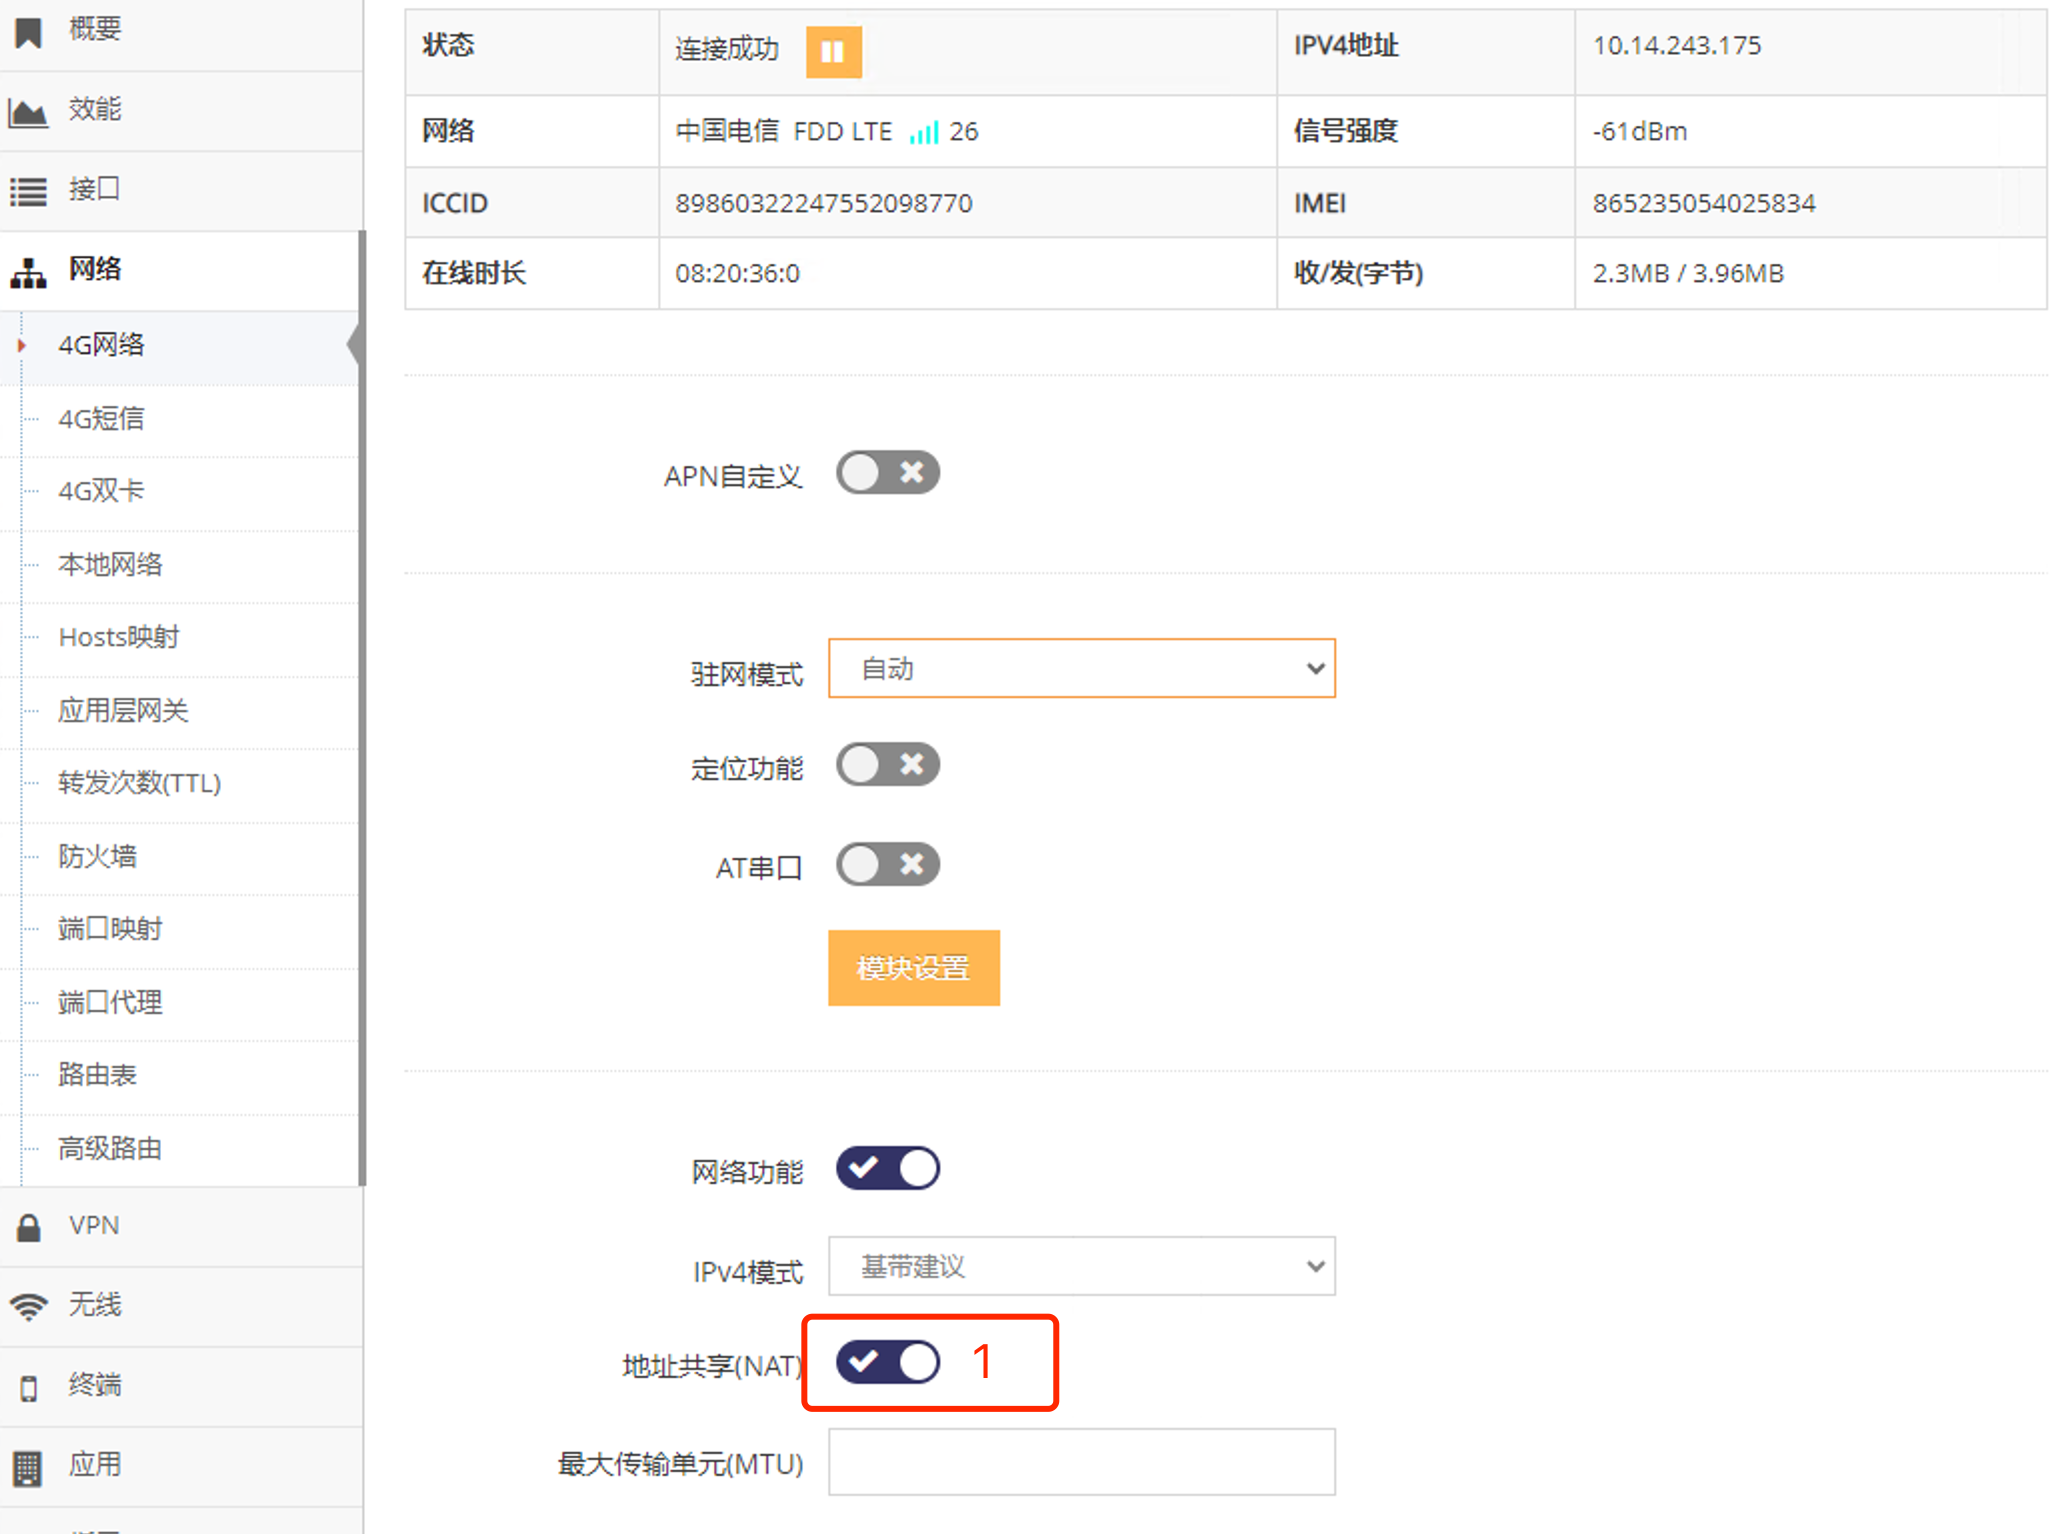 概要
效能
接口
网络
4G网络
4G短信
4G双卡
本地网络
Hosts映射
应用层网关
转发次数(TTL)
防火墙
端口映射
端口代理
路由表
高级路由
VPN
无线
终端
应用
状态 连接成功 IPV4地址 10.14.243.175
网络 中国电信 FDD LTE 26 信号强度 -61dBm
ICCID 89860322247552098770 IMEI 865235054025834
在线时长 08:20:36:0 收/发(字节) 2.3MB / 3.96MB
APN自定义
驻网模式 自动
定位功能
AT串口
模块设置
网络功能
IPv4模式 基带建议
地址共享(NAT) 1
最大传输单元(MTU)